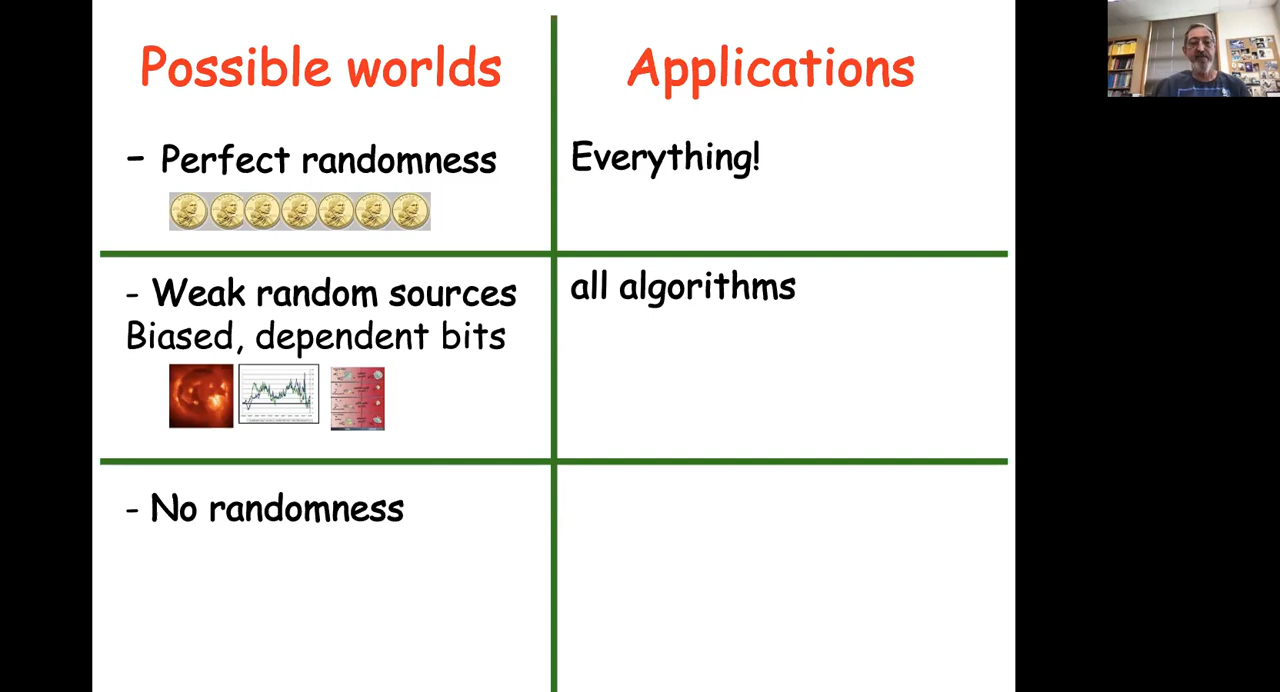 Possible worlds
Applications
- Perfect randomness
Everything!
- Weak random sources
Biased, dependent bits
all algorithms
- No randomness